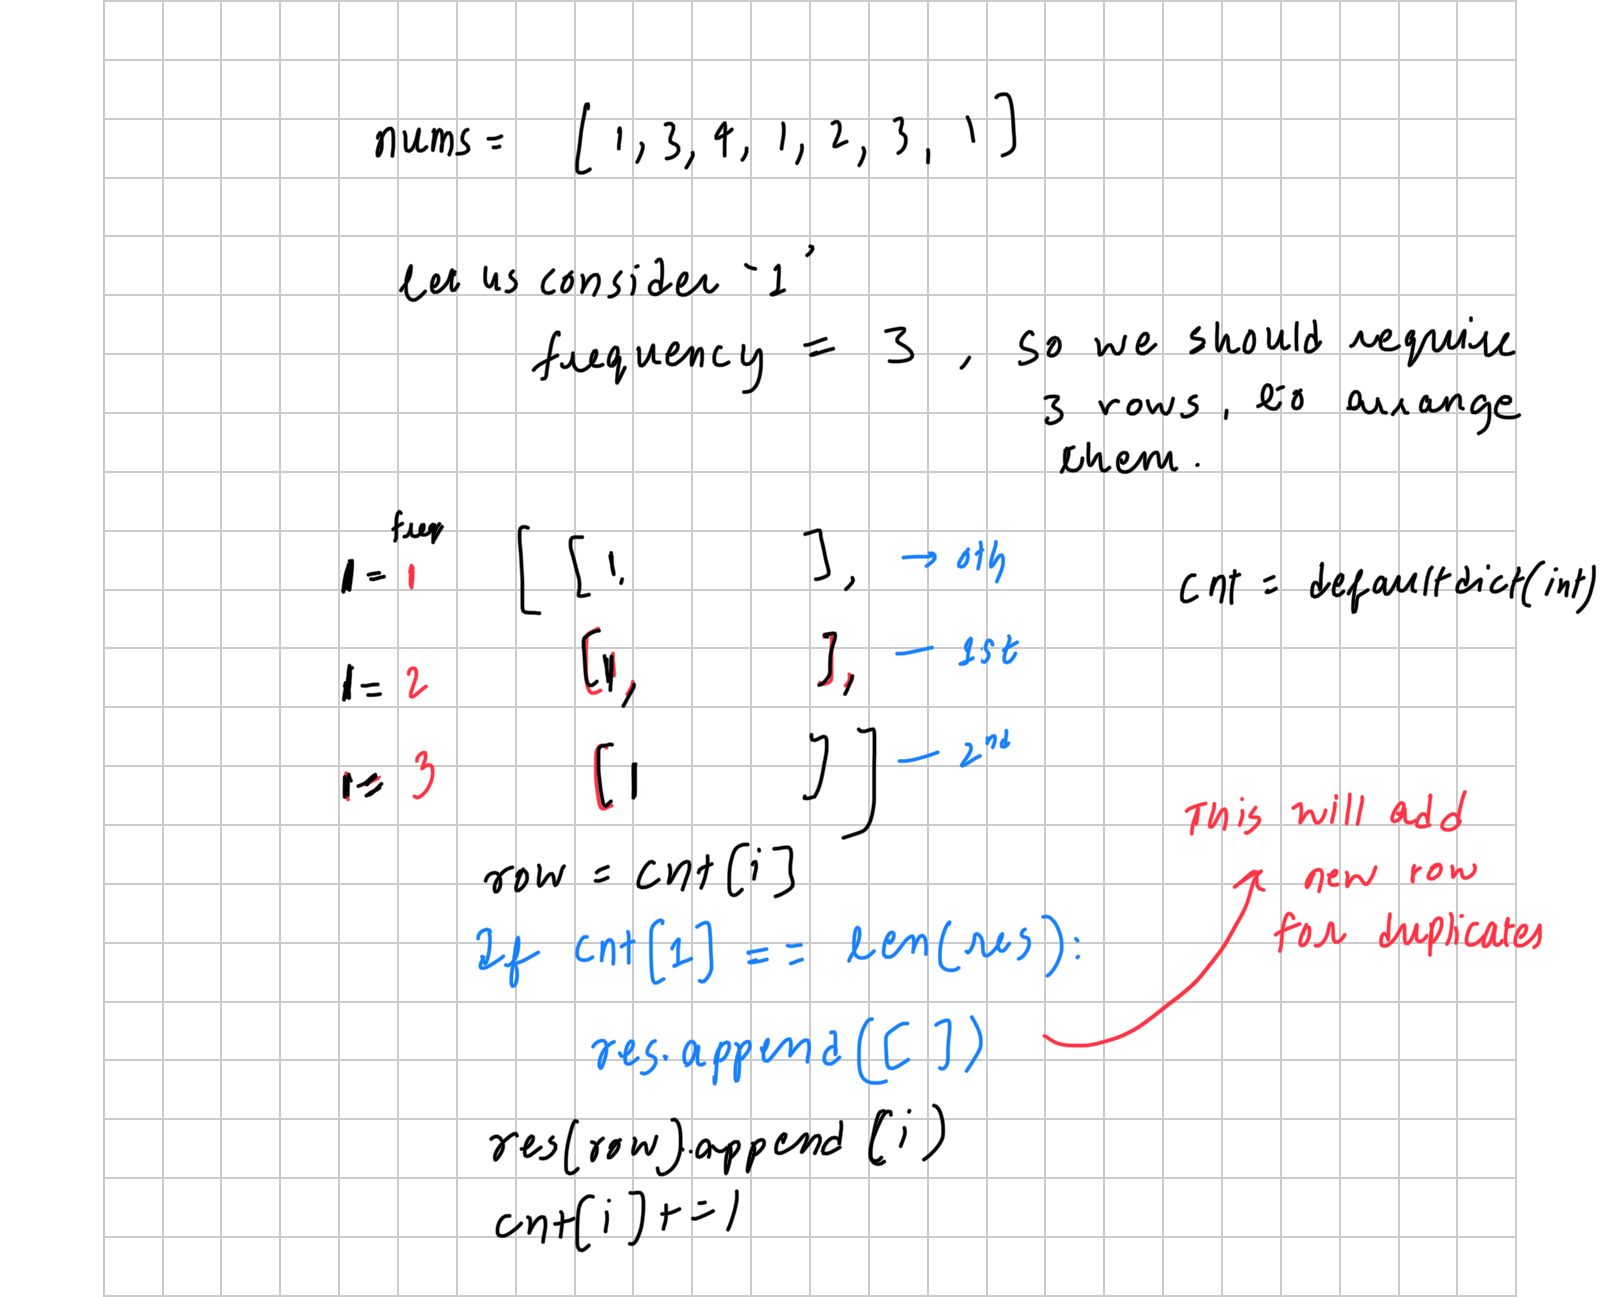 nums = [1, 3, 4, 1, 2, 3, 1]
let us consider '1'
frequency = 3 , so we should require
3 rows, to arrange
them.
freq
1 = 1 [ [1, ], → 0th
cnt = defaultdict(int)
1 = 2 [1, ], — 1st
1 = 3 [1 ] ] — 2nd
row = cnt[i]
If cnt[1] == len(res):
res.append([ ])
This will add
new row
for duplicates
res[row].append(i)
cnt[i] += 1